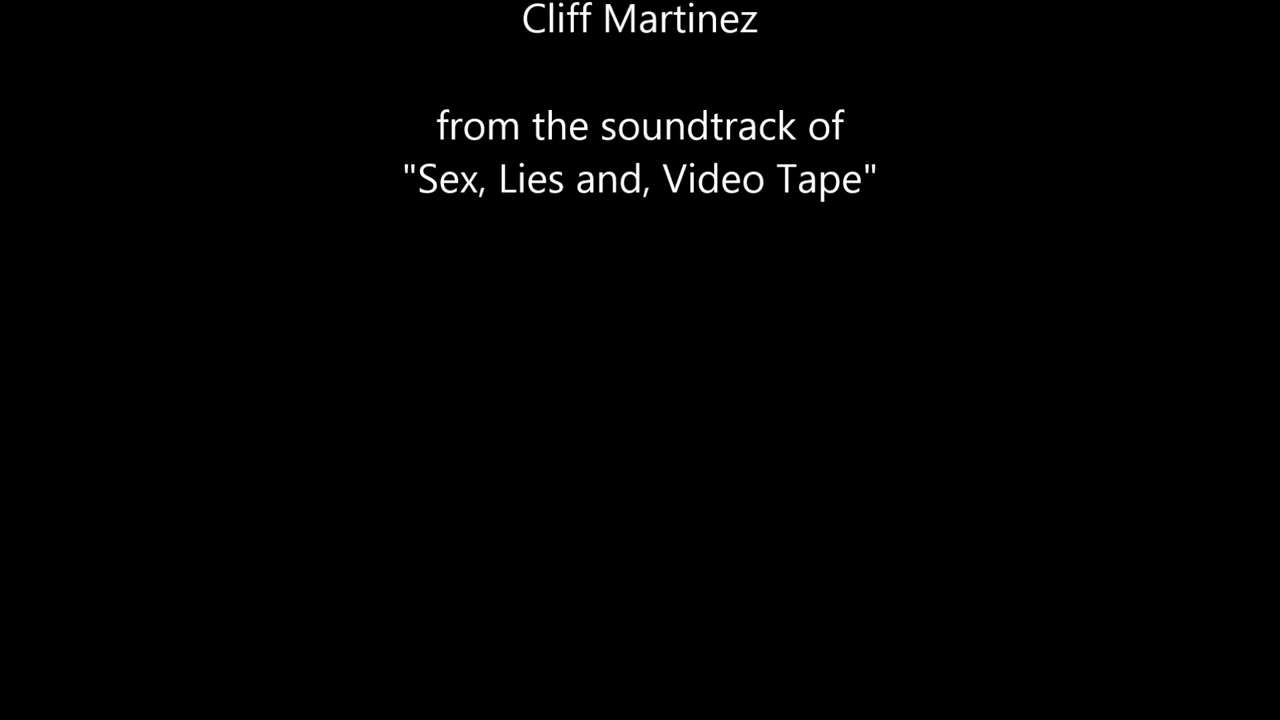 Cliff Martinez
from the soundtrack of
"Sex, Lies and, Video Tape"